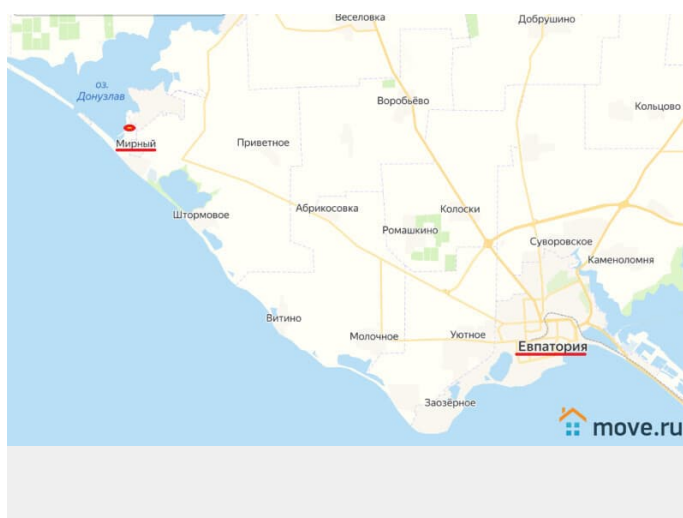 Веселовка
Добрушино
оз.
Донузлав
Воробьёво
Кольцово
Мирный
Приветное
Штормовое
Абрикосовка
Колоски
Ромашкино
Суворовское
Каменоломня
Витино
Молочное
Уютное
Евпатория
Заозёрное
move.ru